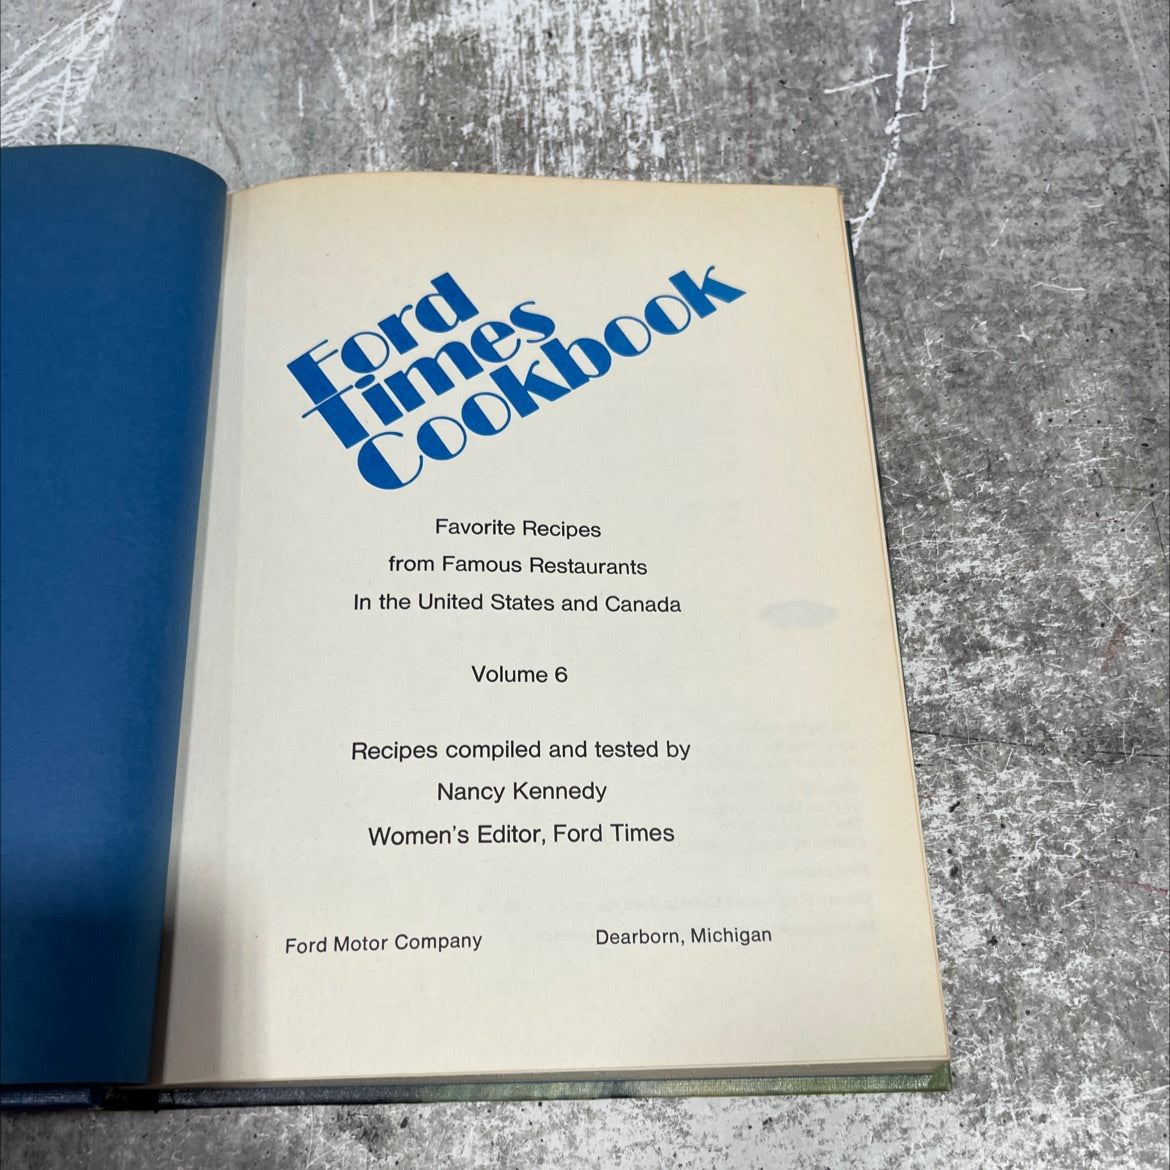 Ford
Times
Cookbook
Favorite Recipes
from Famous Restaurants
In the United States and Canada
Volume 6
Recipes compiled and tested by
Nancy Kennedy
Women's Editor, Ford Times
Ford Motor Company Dearborn, Michigan